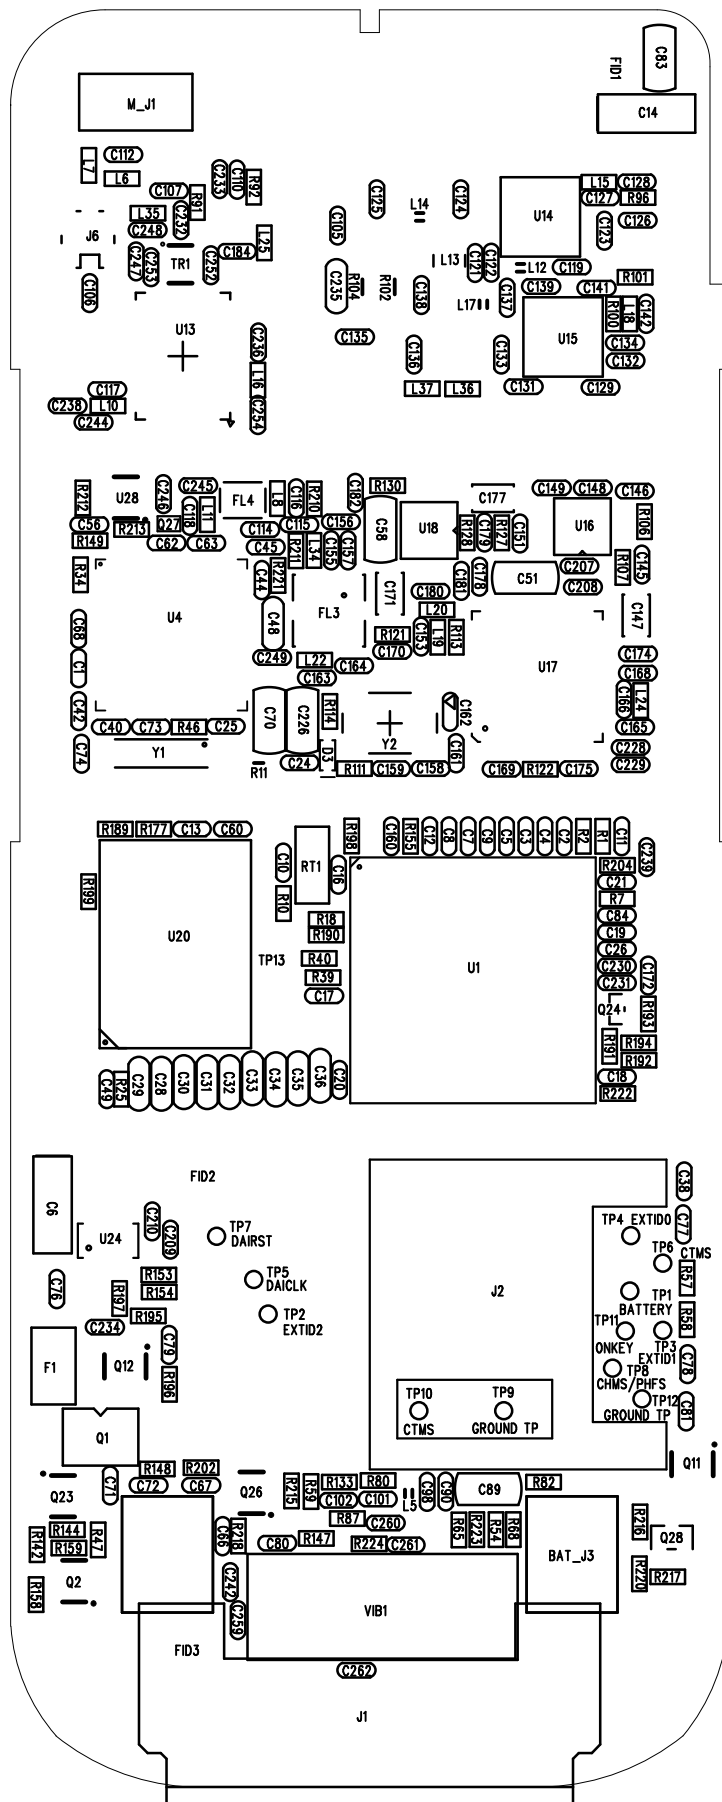 C83
FID1
C14
M_J1
L7
C112
L6
C107
C233
C110
R92
R91
L35
C232
C248
J6
C247
C253
TR1
C252
C184
L25
C106
C125
L14
C124
C105
L15
C128
C127
R96
U14
C126
C123
L13
C121
C122
L12
C119
C235
R104
R102
C138
C139
C141
R101
L17
C137
U15
R100
L18
C142
U13
C236
C135
C136
C133
C134
C132
L16
L37
L36
C131
C129
C117
C238
L10
C244
C254
R212
U28
C246
C245
C118
L11
FL4
L8
C116
R210
C182
R130
C177
C149
C148
C146
C56
R213
Q27
C114
C115
C156
C58
U18
R128
C179
R127
C151
U16
R106
R149
C62
C63
C45
R211
L34
C155
C157
R34
C44
R221
C181
C178
C51
C207
C208
R107
C145
U4
C48
FL3
C171
C180
L20
C147
C68
R121
C153
L19
R113
C170
C1
C249
L22
C164
C163
U17
C174
C168
C42
C70
C226
R114
C162
C166
L24
C40
C73
R46
C25
C165
C74
Y1
R11
C24
D3
Y2
C161
C228
C229
R111
C159
C158
C169
R122
C175
R189
R177
C13
C60
R198
C160
R155
C12
C8
C7
C9
C5
C3
C4
C2
R2
R1
C11
C239
C10
RT1
C16
R204
C21
R199
R10
R7
R18
C84
U20
R190
C19
TP13
R40
U1
C26
R39
C230
C172
C17
C231
Q24
R193
R191
R194
R192
C49
R25
C29
C28
C30
C31
C32
C33
C34
C35
C36
C20
C18
R222
FID2
C38
C6
C210
C209
U24
TP7
DAIRST
C77
TP4 EXTID0
TP6
CTMS
C76
R153
TP5
DAICLK
R57
R197
R154
J2
TP1
BATTERY
R195
TP2
EXTID2
R58
C234
TP11
ONKEY
TP3
EXTID1
F1
Q12
C79
TP8
CHMS/PHFS
C78
R196
TP10
CTMS
TP9
GROUND TP
TP12
GROUND TP
C81
Q1
Q11
R148
R202
C71
C72
C67
Q26
R215
R59
R133
R80
C98
C90
C89
R82
Q23
C102
C101
L5
R144
R47
C66
R218
R87
C260
R65
R223
R54
R68
R216
R142
R159
C80
R147
R224
C261
BAT_J3
Q28
Q2
C242
R220
R217
R158
C259
VIB1
FID3
C262
J1